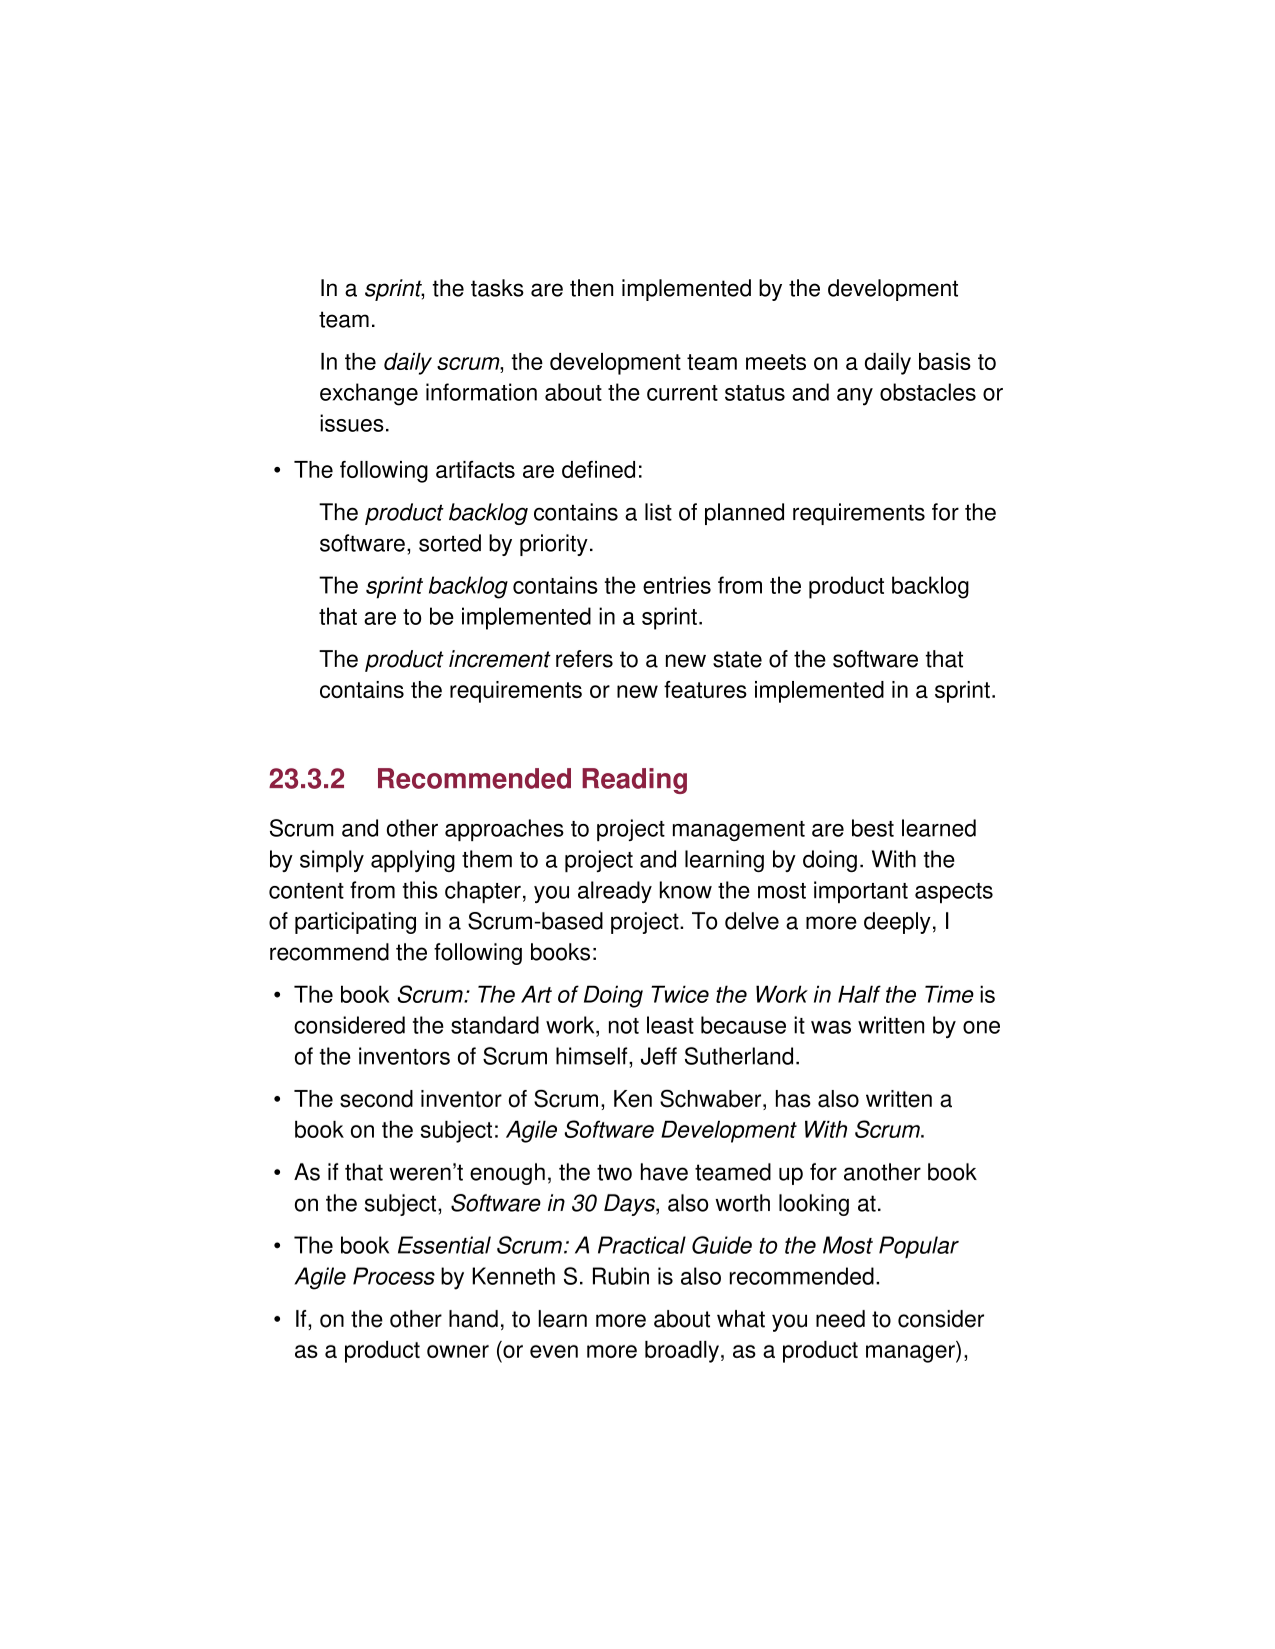 In a sprint, the tasks are then implemented by the development
team.
In the daily scrum, the development team meets on a daily basis to
exchange information about the current status and any obstacles or
issues.
• The following artifacts are defined:
The product backlog contains a list of planned requirements for the
software, sorted by priority.
The sprint backlog contains the entries from the product backlog
that are to be implemented in a sprint.
The product increment refers to a new state of the software that
contains the requirements or new features implemented in a sprint.
23.3.2 Recommended Reading
Scrum and other approaches to project management are best learned
by simply applying them to a project and learning by doing. With the
content from this chapter, you already know the most important aspects
of participating in a Scrum-based project. To delve a more deeply, I
recommend the following books:
• The book Scrum: The Art of Doing Twice the Work in Half the Time is
considered the standard work, not least because it was written by one
of the inventors of Scrum himself, Jeff Sutherland.
• The second inventor of Scrum, Ken Schwaber, has also written a
book on the subject: Agile Software Development With Scrum.
• As if that weren’t enough, the two have teamed up for another book
on the subject, Software in 30 Days, also worth looking at.
• The book Essential Scrum: A Practical Guide to the Most Popular
Agile Process by Kenneth S. Rubin is also recommended.
• If, on the other hand, to learn more about what you need to consider
as a product owner (or even more broadly, as a product manager),